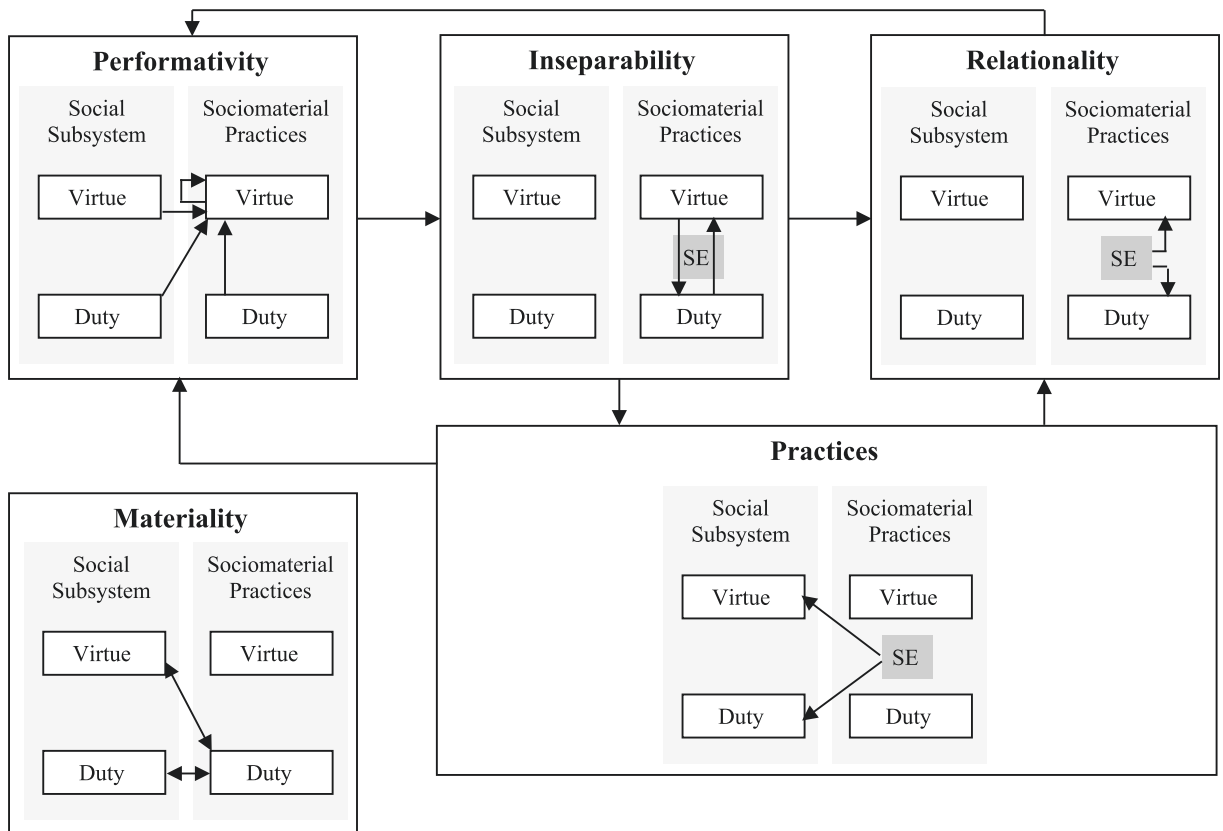 Performativity
Social
Subsystem
Sociomaterial
Practices
Virtue
Virtue
Duty
Duty
Inseparability
Social
Subsystem
Sociomaterial
Practices
Virtue
Virtue
SE
Duty
Duty
Relationality
Social
Subsystem
Sociomaterial
Practices
Virtue
Virtue
SE
Duty
Duty
Materiality
Social
Subsystem
Sociomaterial
Practices
Virtue
Virtue
Duty
Duty
Practices
Social
Subsystem
Sociomaterial
Practices
Virtue
Virtue
SE
Duty
Duty